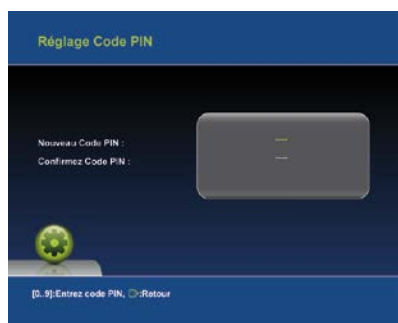 Réglage Code PIN
Nouveau Code PIN : ----
Confirmez Code PIN : ----
[0..9]:Entrez code PIN, :Retour